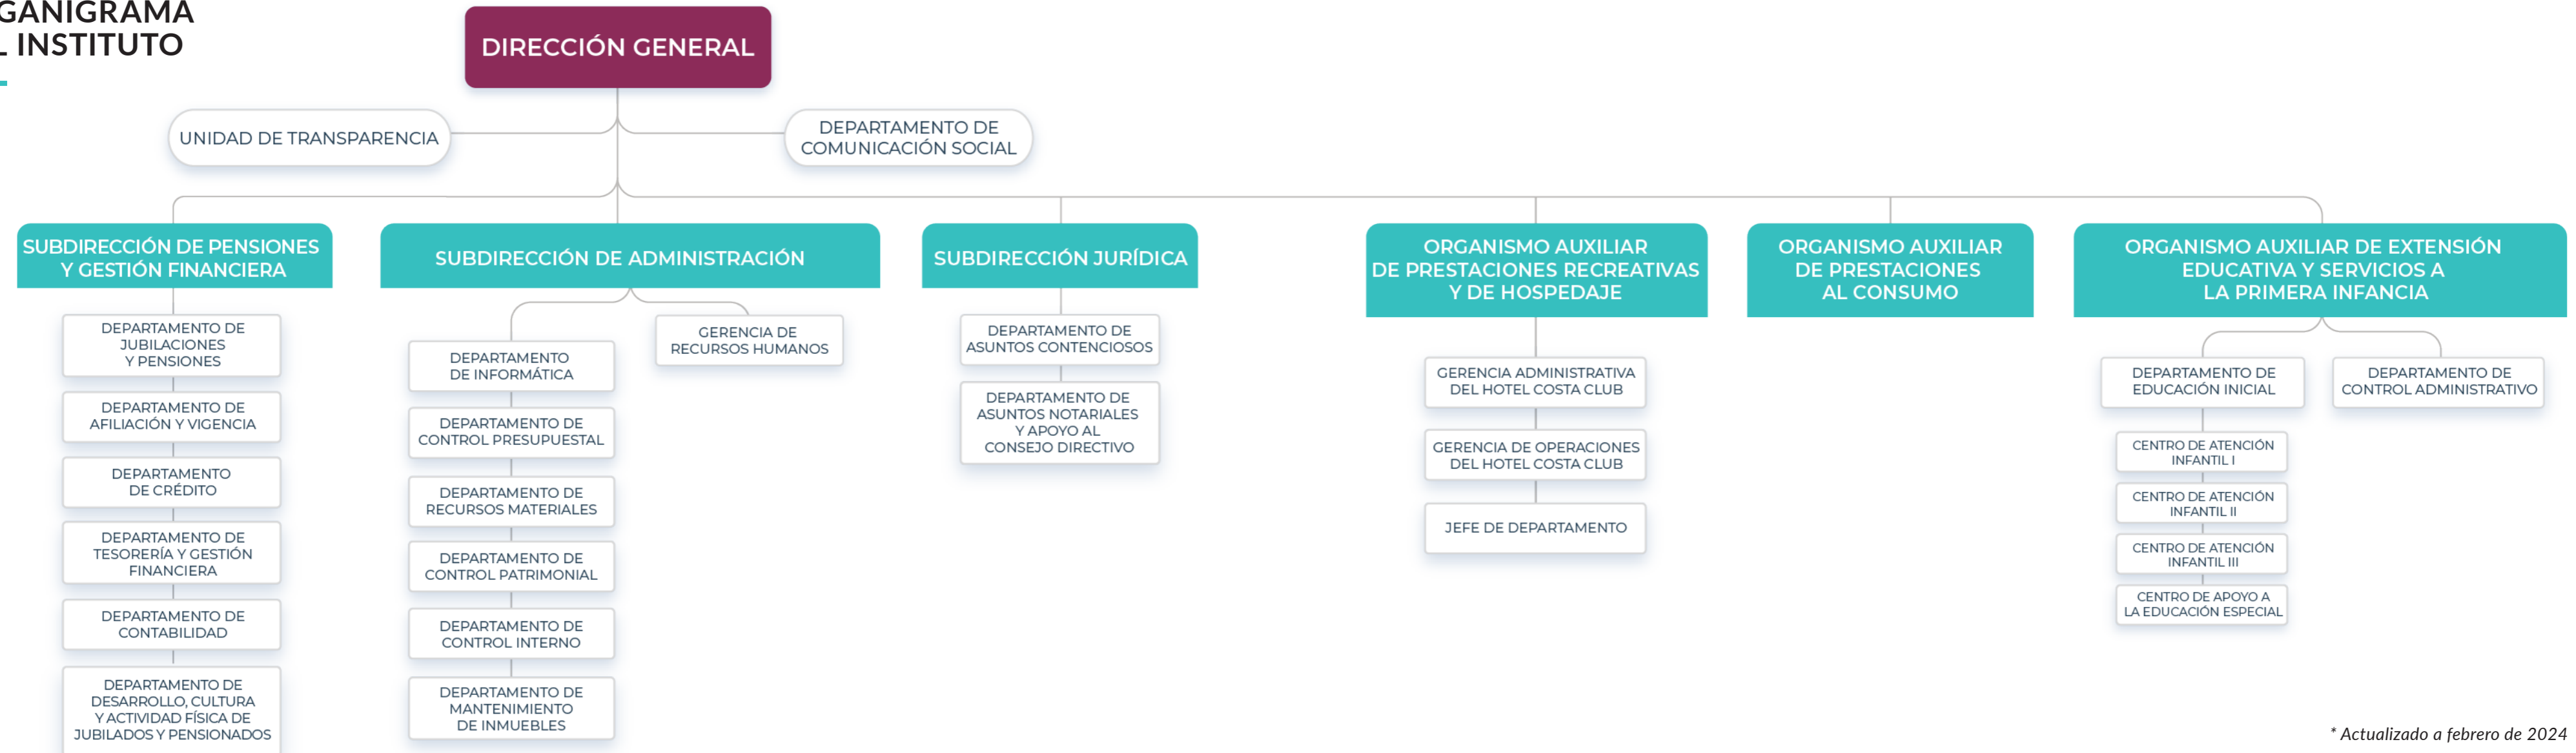 GANIGRAMA
L INSTITUTO
DIRECCIÓN GENERAL
UNIDAD DE TRANSPARENCIA
DEPARTAMENTO DE
COMUNICACIÓN SOCIAL
SUBDIRECCIÓN DE PENSIONES
Y GESTIÓN FINANCIERA
DEPARTAMENTO DE
JUBILACIONES
Y PENSIONES
DEPARTAMENTO DE
AFILIACIÓN Y VIGENCIA
DEPARTAMENTO
DE CRÉDITO
DEPARTAMENTO DE
TESORERÍA Y GESTIÓN
FINANCIERA
DEPARTAMENTO DE
CONTABILIDAD
DEPARTAMENTO DE
DESARROLLO, CULTURA
Y ACTIVIDAD FÍSICA DE
JUBILADOS Y PENSIONADOS
SUBDIRECCIÓN DE ADMINISTRACIÓN
DEPARTAMENTO
DE INFORMÁTICA
DEPARTAMENTO DE
CONTROL PRESUPUESTAL
DEPARTAMENTO DE
RECURSOS MATERIALES
DEPARTAMENTO DE
CONTROL PATRIMONIAL
DEPARTAMENTO DE
CONTROL INTERNO
DEPARTAMENTO DE
MANTENIMIENTO
DE INMUEBLES
GERENCIA DE
RECURSOS HUMANOS
SUBDIRECCIÓN JURÍDICA
DEPARTAMENTO DE
ASUNTOS CONTENCIOSOS
DEPARTAMENTO DE
ASUNTOS NOTARIALES
Y APOYO AL
CONSEJO DIRECTIVO
ORGANISMO AUXILIAR
DE PRESTACIONES RECREATIVAS
Y DE HOSPEDAJE
GERENCIA ADMINISTRATIVA
DEL HOTEL COSTA CLUB
GERENCIA DE OPERACIONES
DEL HOTEL COSTA CLUB
JEFE DE DEPARTAMENTO
ORGANISMO AUXILIAR
DE PRESTACIONES
AL CONSUMO
ORGANISMO AUXILIAR DE EXTENSIÓN
EDUCATIVA Y SERVICIOS A
LA PRIMERA INFANCIA
DEPARTAMENTO DE
EDUCACIÓN INICIAL
CENTRO DE ATENCIÓN
INFANTIL I
CENTRO DE ATENCIÓN
INFANTIL II
CENTRO DE ATENCIÓN
INFANTIL III
CENTRO DE APOYO A
LA EDUCACIÓN ESPECIAL
DEPARTAMENTO DE
CONTROL ADMINISTRATIVO
* Actualizado a febrero de 2024